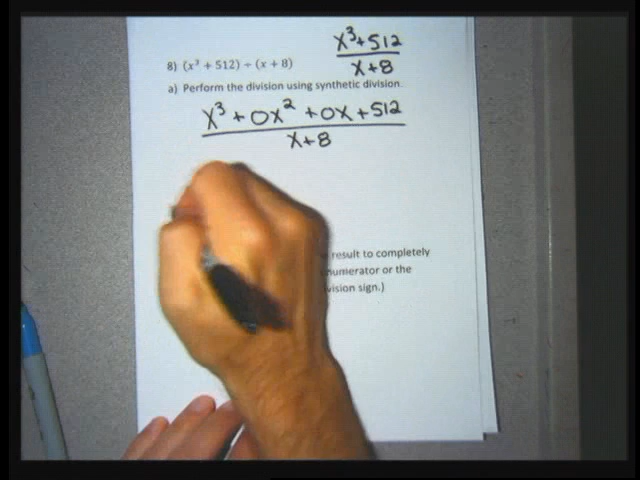 8) (x³ + 512) ÷ (x + 8)
x³+512
x+8
a) Perform the division using synthetic division.
x³ + 0x² + 0x + 512
x+8
result to completely
numerator or the
division sign.)